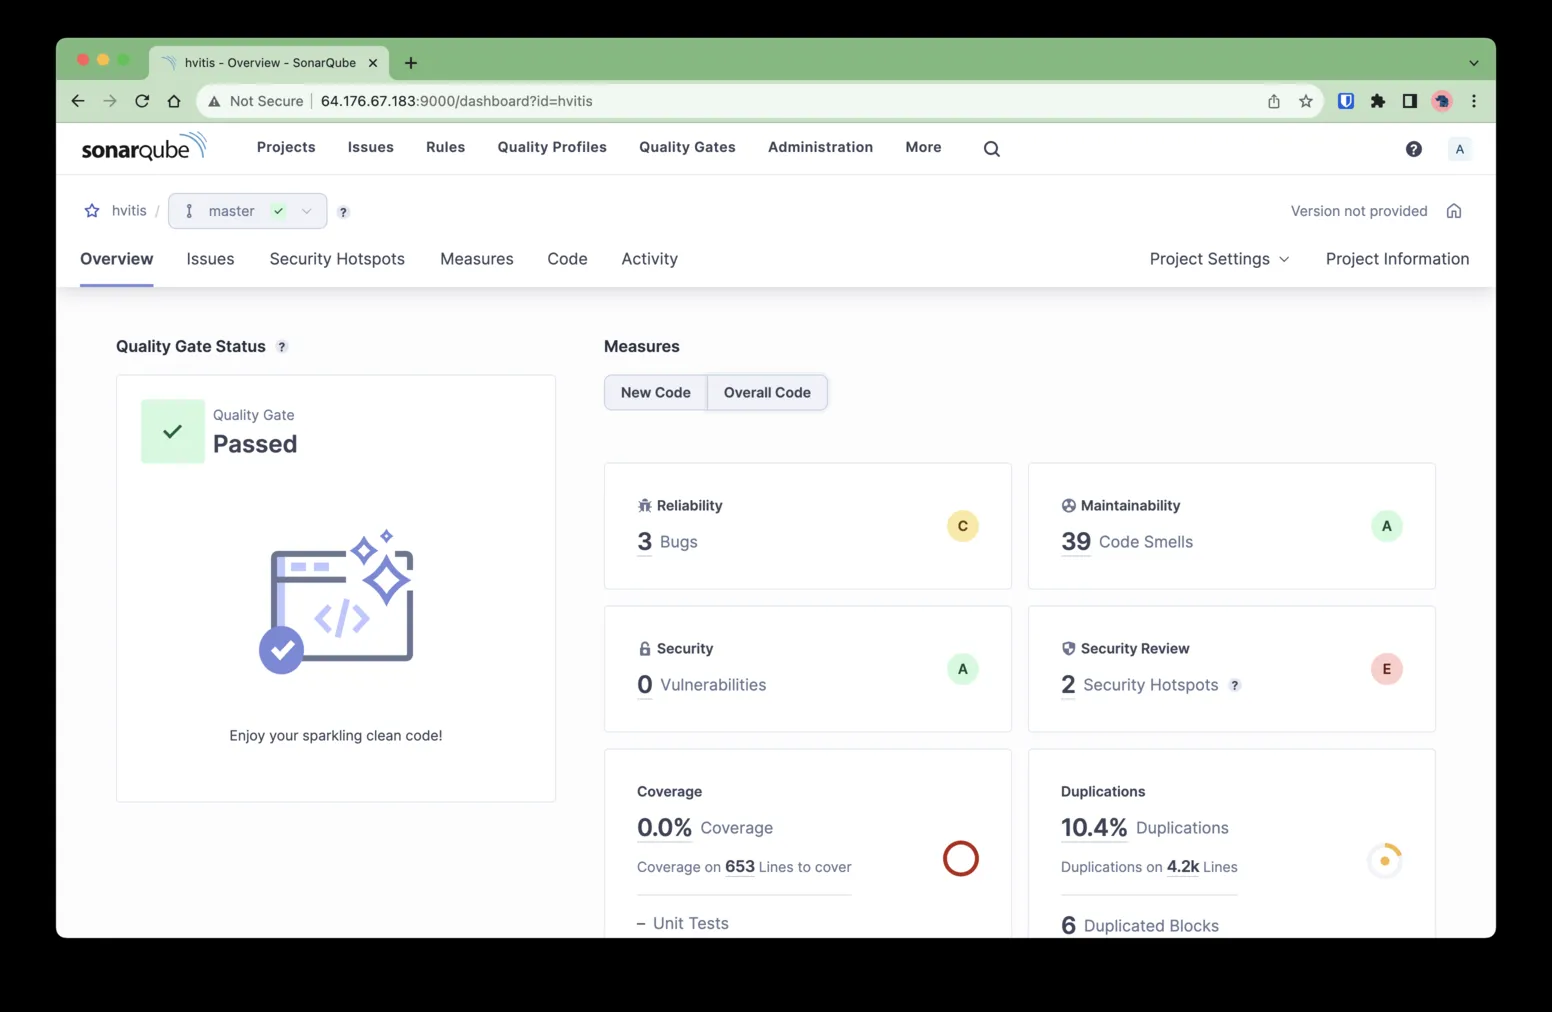 hvitis - Overview - SonarQube
Not Secure 64.176.67.183:9000/dashboard?id=hvitis
sonarqube Projects Issues Rules Quality Profiles Quality Gates Administration More ? A
hvitis / master ? Version not provided
Overview Issues Security Hotspots Measures Code Activity Project Settings Project Information
Quality Gate Status ?
Quality Gate
Passed
</>
Enjoy your sparkling clean code!
Measures
New Code Overall Code
Reliability
3 Bugs
C
Maintainability
39 Code Smells
A
Security
0 Vulnerabilities
A
Security Review
2 Security Hotspots ?
E
Coverage
0.0% Coverage
Coverage on 653 Lines to cover
– Unit Tests
Duplications
10.4% Duplications
Duplications on 4.2k Lines
6 Duplicated Blocks